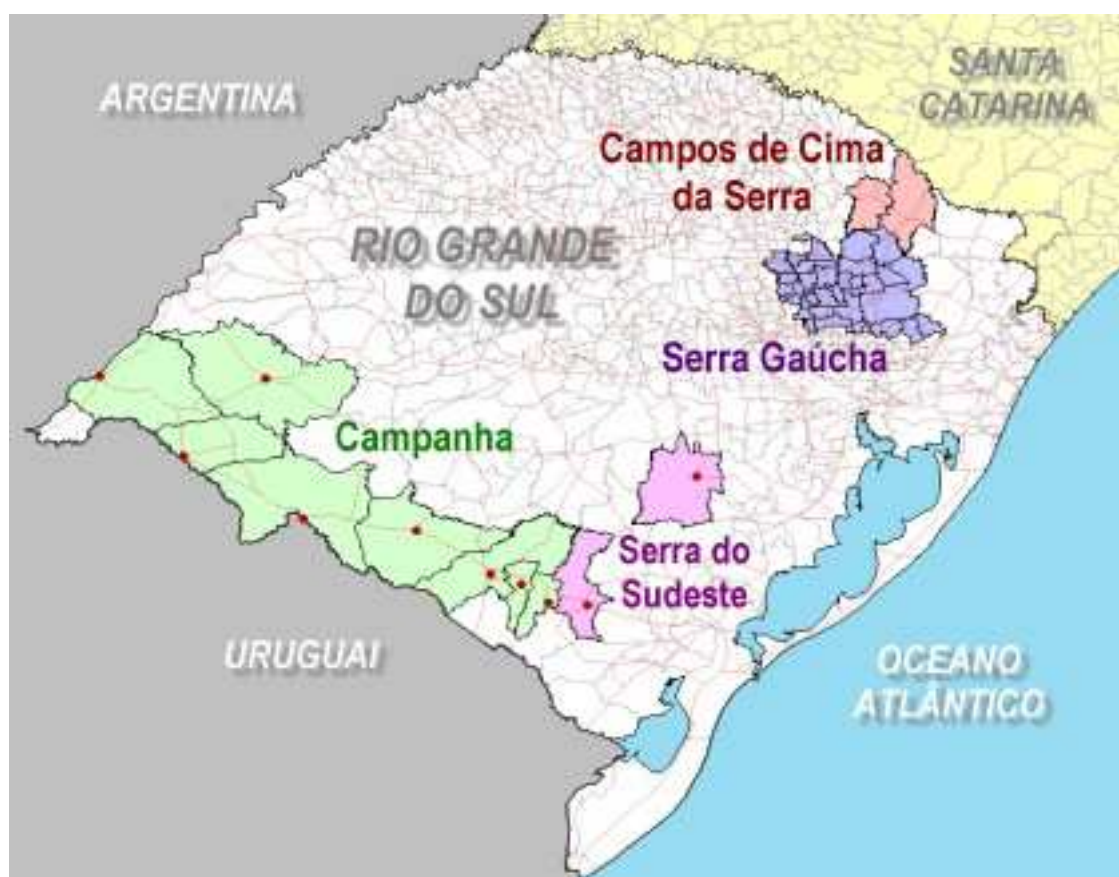 SANTA
CATARINA
ARGENTINA
Campos de Cima
da Serra
RIO GRANDE
DO SUL
Serra Gaúcha
Campanha
Serra do
Sudeste
URUGUAI
OCEANO
ATLÂNTICO